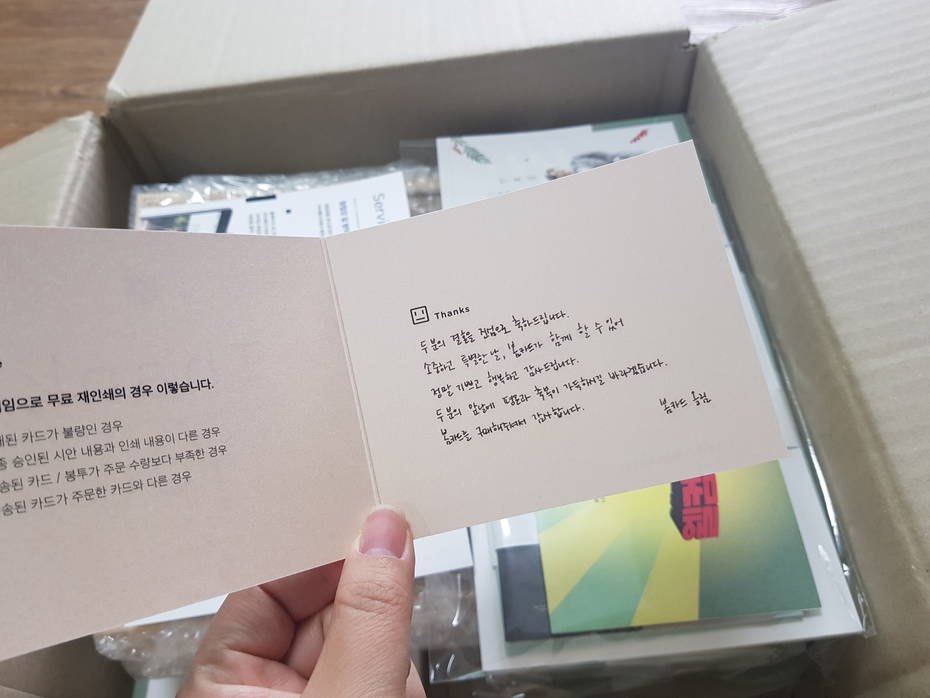 임으로 무료 재인쇄의 경우 이렇습니다.
된 카드가 불량인 경우
종 승인된 시안 내용과 인쇄 내용이 다른 경우
송된 카드 / 봉투가 주문 수량보다 부족한 경우
송된 카드가 주문한 카드와 다른 경우
Thanks
두분의 결혼을 진심으로 축하드립니다.
소중하고 특별한 날, 봄카드가 함께 할 수 있어
정말 기쁘고 행복하고 감사드립니다.
두분의 앞날에 평온과 축복이 가득하시길 바라겠습니다.
봄카드를 구매해주셔서 감사합니다.
봄카드 올림
Servi